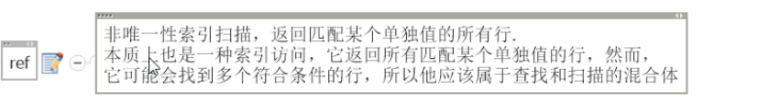 ref
非唯一性索引扫描，返回匹配某个单独值的所有行.
本质上也是一种索引访问，它返回所有匹配某个单独值的行，然而，
它可能会找到多个符合条件的行，所以他应该属于查找和扫描的混合体